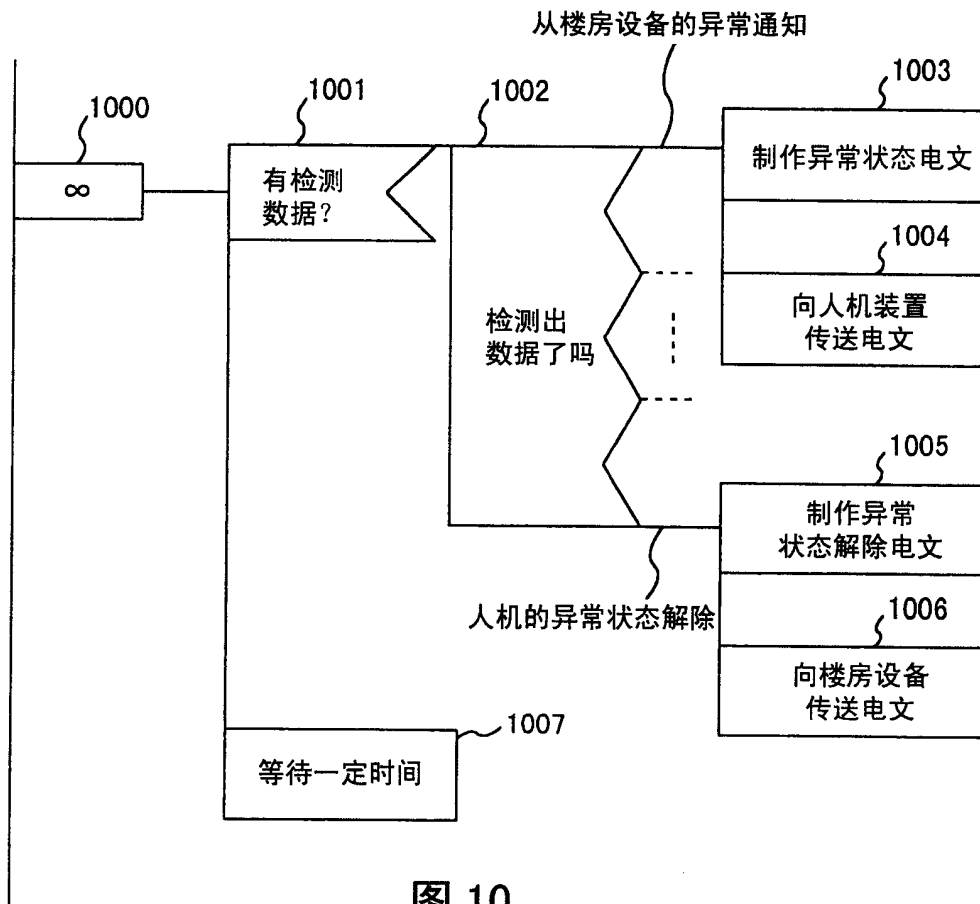 从楼房设备的异常通知
1000
∞
1001
有检测
数据?
1002
检测出
数据了吗
1003
制作异常状态电文
1004
向人机装置
传送电文
1005
制作异常
状态解除电文
人机的异常状态解除
1006
向楼房设备
传送电文
1007
等待一定时间
图 10